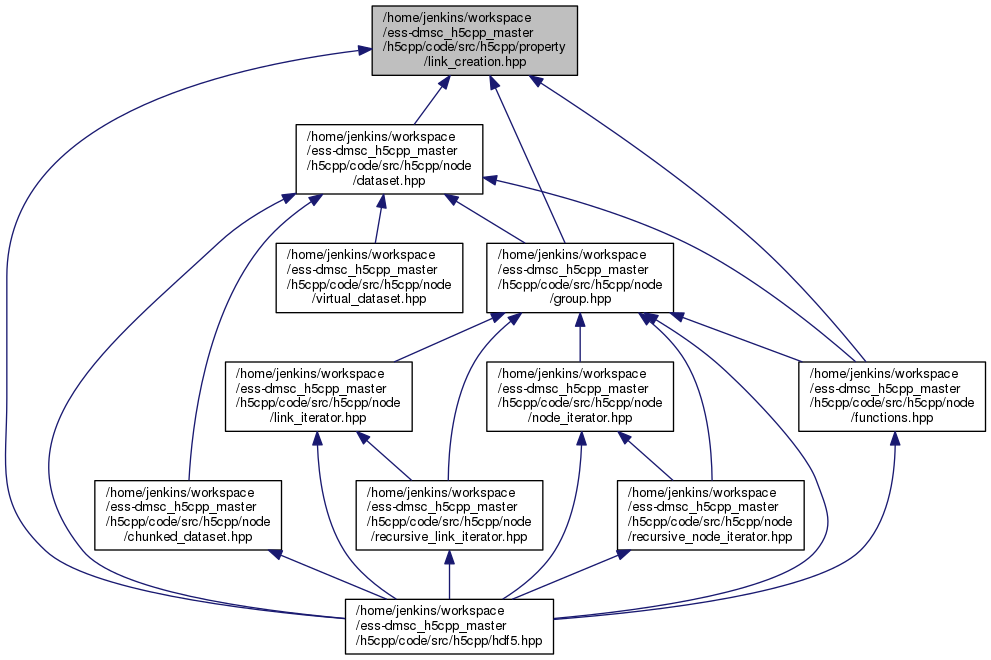 /home/jenkins/workspace
/ess-dmsc_h5cpp_master
/h5cpp/code/src/h5cpp/property
/link_creation.hpp
/home/jenkins/workspace
/ess-dmsc_h5cpp_master
/h5cpp/code/src/h5cpp/node
/dataset.hpp
/home/jenkins/workspace
/ess-dmsc_h5cpp_master
/h5cpp/code/src/h5cpp/node
/virtual_dataset.hpp
/home/jenkins/workspace
/ess-dmsc_h5cpp_master
/h5cpp/code/src/h5cpp/node
/group.hpp
/home/jenkins/workspace
/ess-dmsc_h5cpp_master
/h5cpp/code/src/h5cpp/node
/link_iterator.hpp
/home/jenkins/workspace
/ess-dmsc_h5cpp_master
/h5cpp/code/src/h5cpp/node
/node_iterator.hpp
/home/jenkins/workspace
/ess-dmsc_h5cpp_master
/h5cpp/code/src/h5cpp/node
/functions.hpp
/home/jenkins/workspace
/ess-dmsc_h5cpp_master
/h5cpp/code/src/h5cpp/node
/chunked_dataset.hpp
/home/jenkins/workspace
/ess-dmsc_h5cpp_master
/h5cpp/code/src/h5cpp/node
/recursive_link_iterator.hpp
/home/jenkins/workspace
/ess-dmsc_h5cpp_master
/h5cpp/code/src/h5cpp/node
/recursive_node_iterator.hpp
/home/jenkins/workspace
/ess-dmsc_h5cpp_master
/h5cpp/code/src/h5cpp/hdf5.hpp